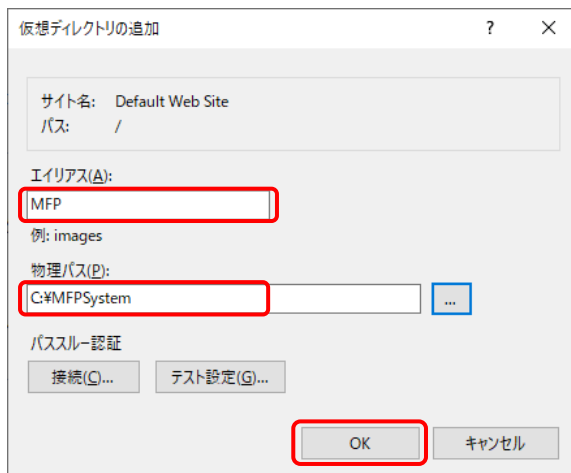 仮想ディレクトリの追加
? ×
サイト名: Default Web Site
パス: /
エイリアス(A):
MFP
例: images
物理パス(P):
C:¥MFPSystem
...
パススルー認証
接続(C)... テスト設定(G)...
OK キャンセル